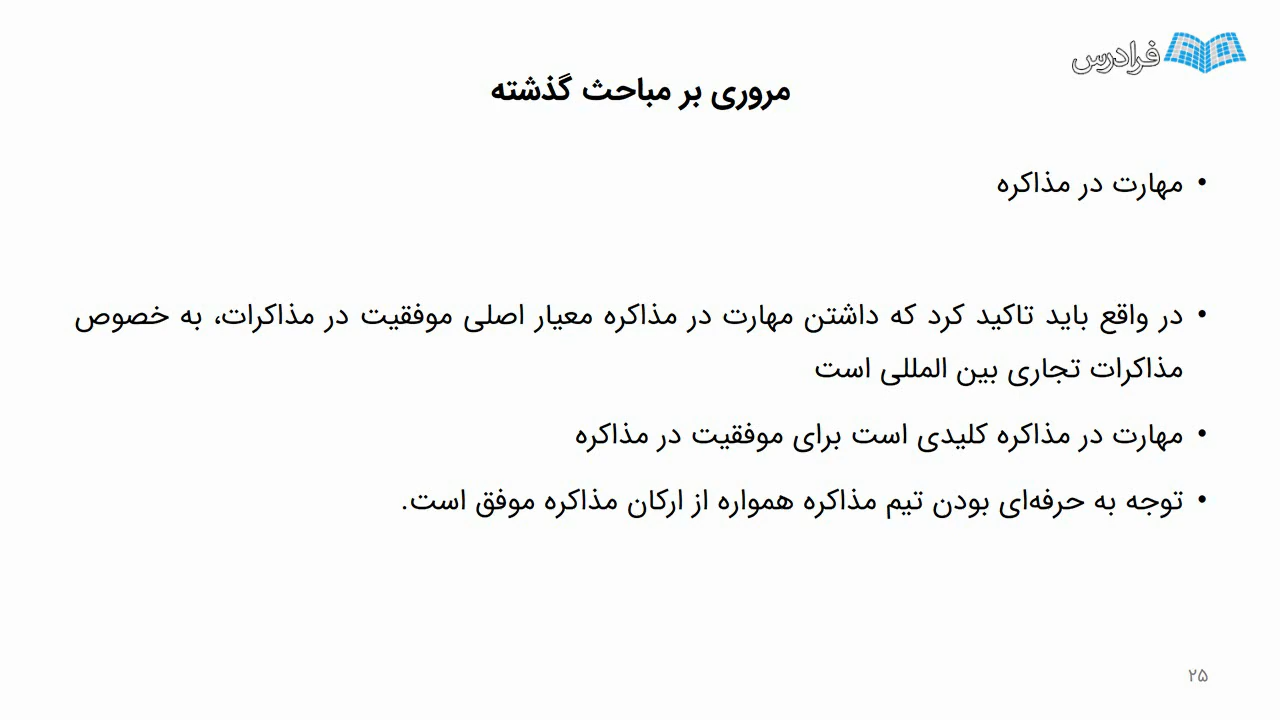 فرادرس
مروری بر مباحث گذشته
• مهارت در مذاکره
• در واقع باید تاکید کرد که داشتن مهارت در مذاکره معیار اصلی موفقیت در مذاکرات، به خصوص
مذاکرات تجاری بین المللی است
• مهارت در مذاکره کلیدی است برای موفقیت در مذاکره
• توجه به حرفه‌ای بودن تیم مذاکره همواره از ارکان مذاکره موفق است.
۲۵